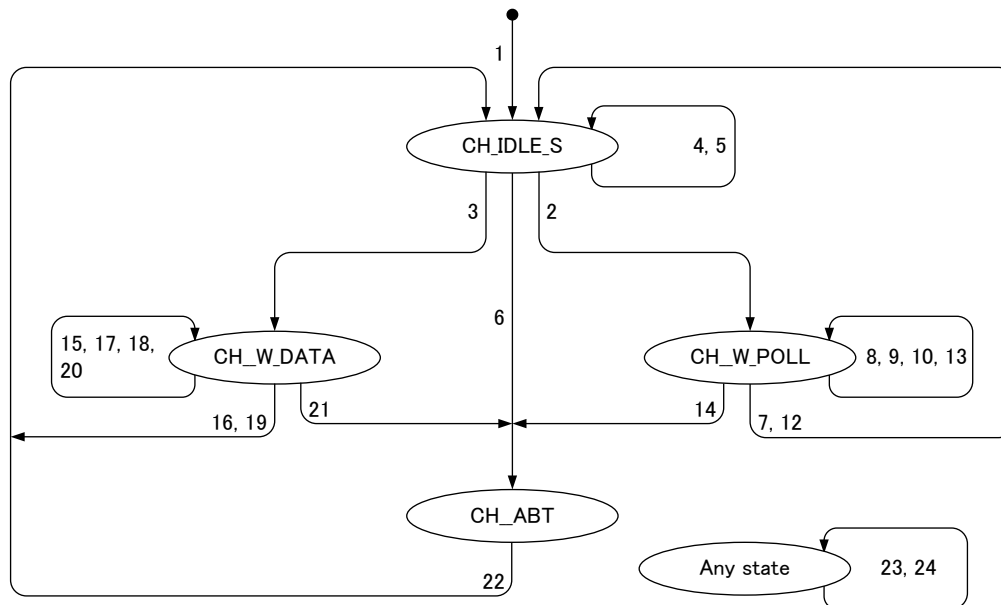 1
CH_IDLE_S
4, 5
3
2
6
15, 17, 18,
20
CH_W_DATA
CH_W_POLL
8, 9, 10, 13
16, 19
21
14
7, 12
CH_ABT
22
Any state
23, 24